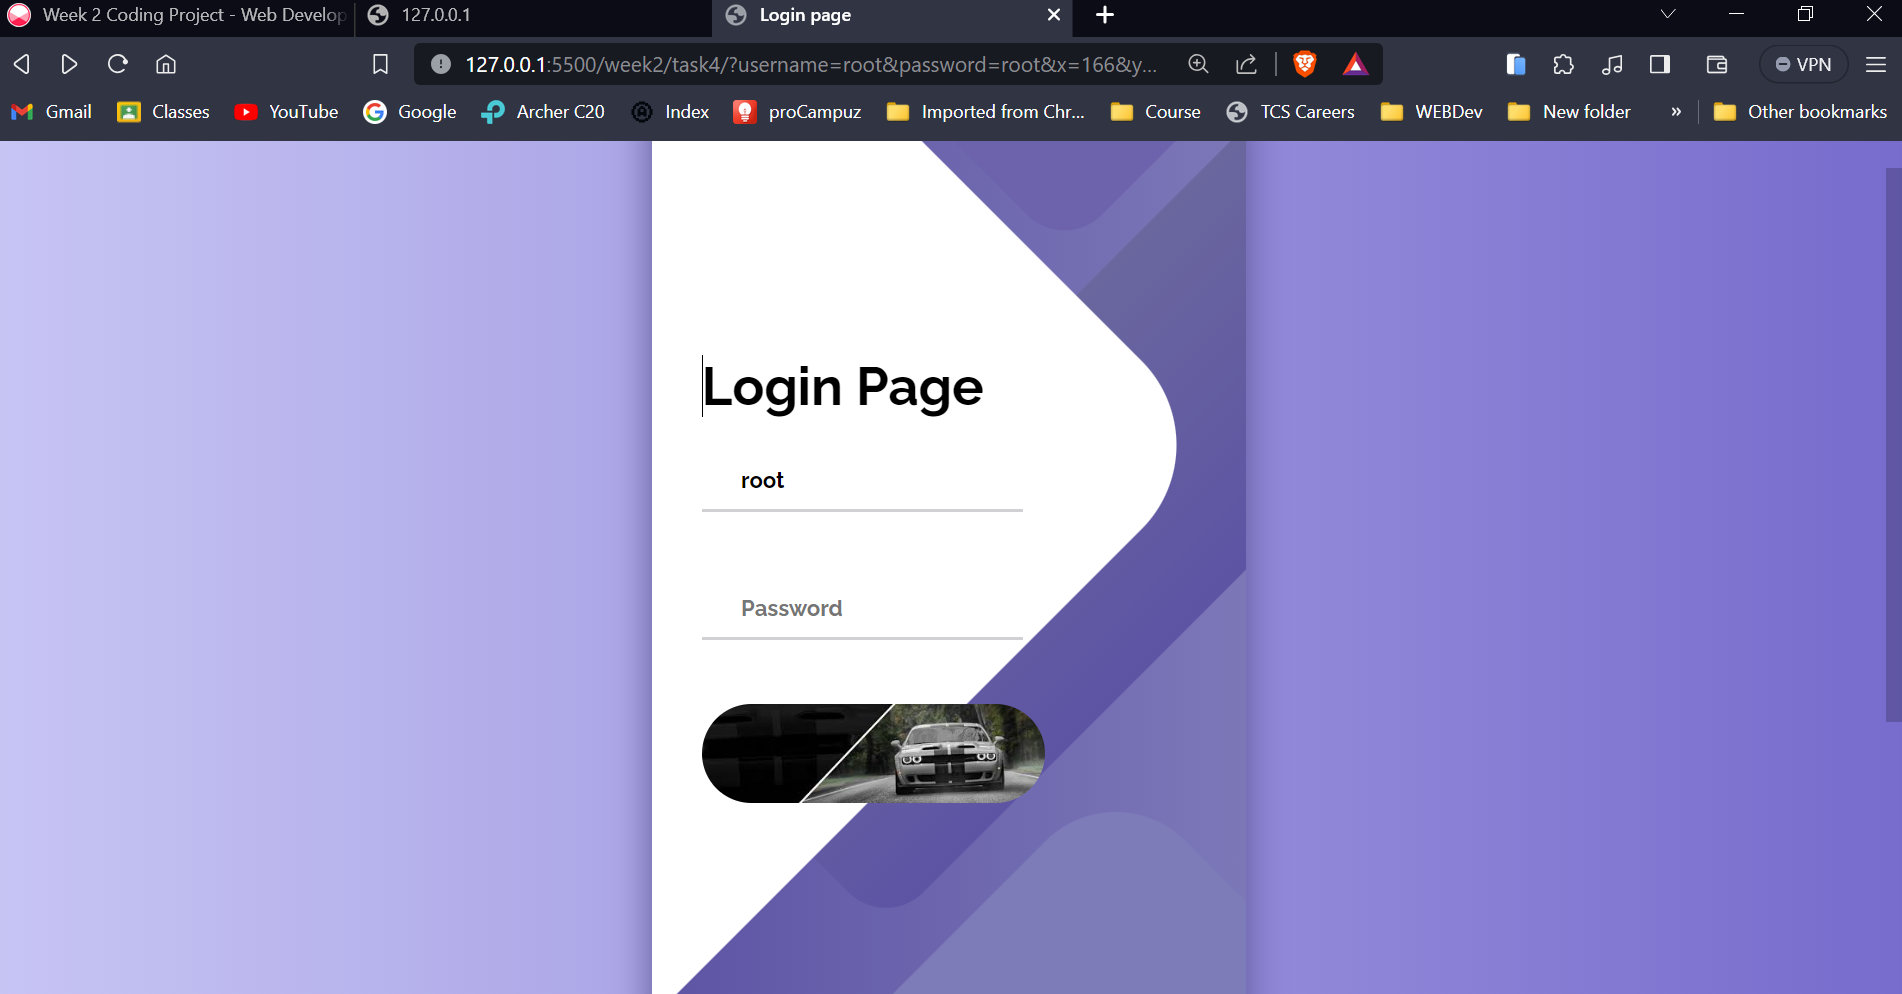 Week 2 Coding Project - Web Develop
127.0.0.1
Login page
127.0.0.1:5500/week2/task4/?username=root&password=root&x=166&y...
VPN
Gmail
Classes
YouTube
Google
Archer C20
Index
proCampuz
Imported from Chr...
Course
TCS Careers
WEBDev
New folder
»
Other bookmarks
Login Page
root
Password